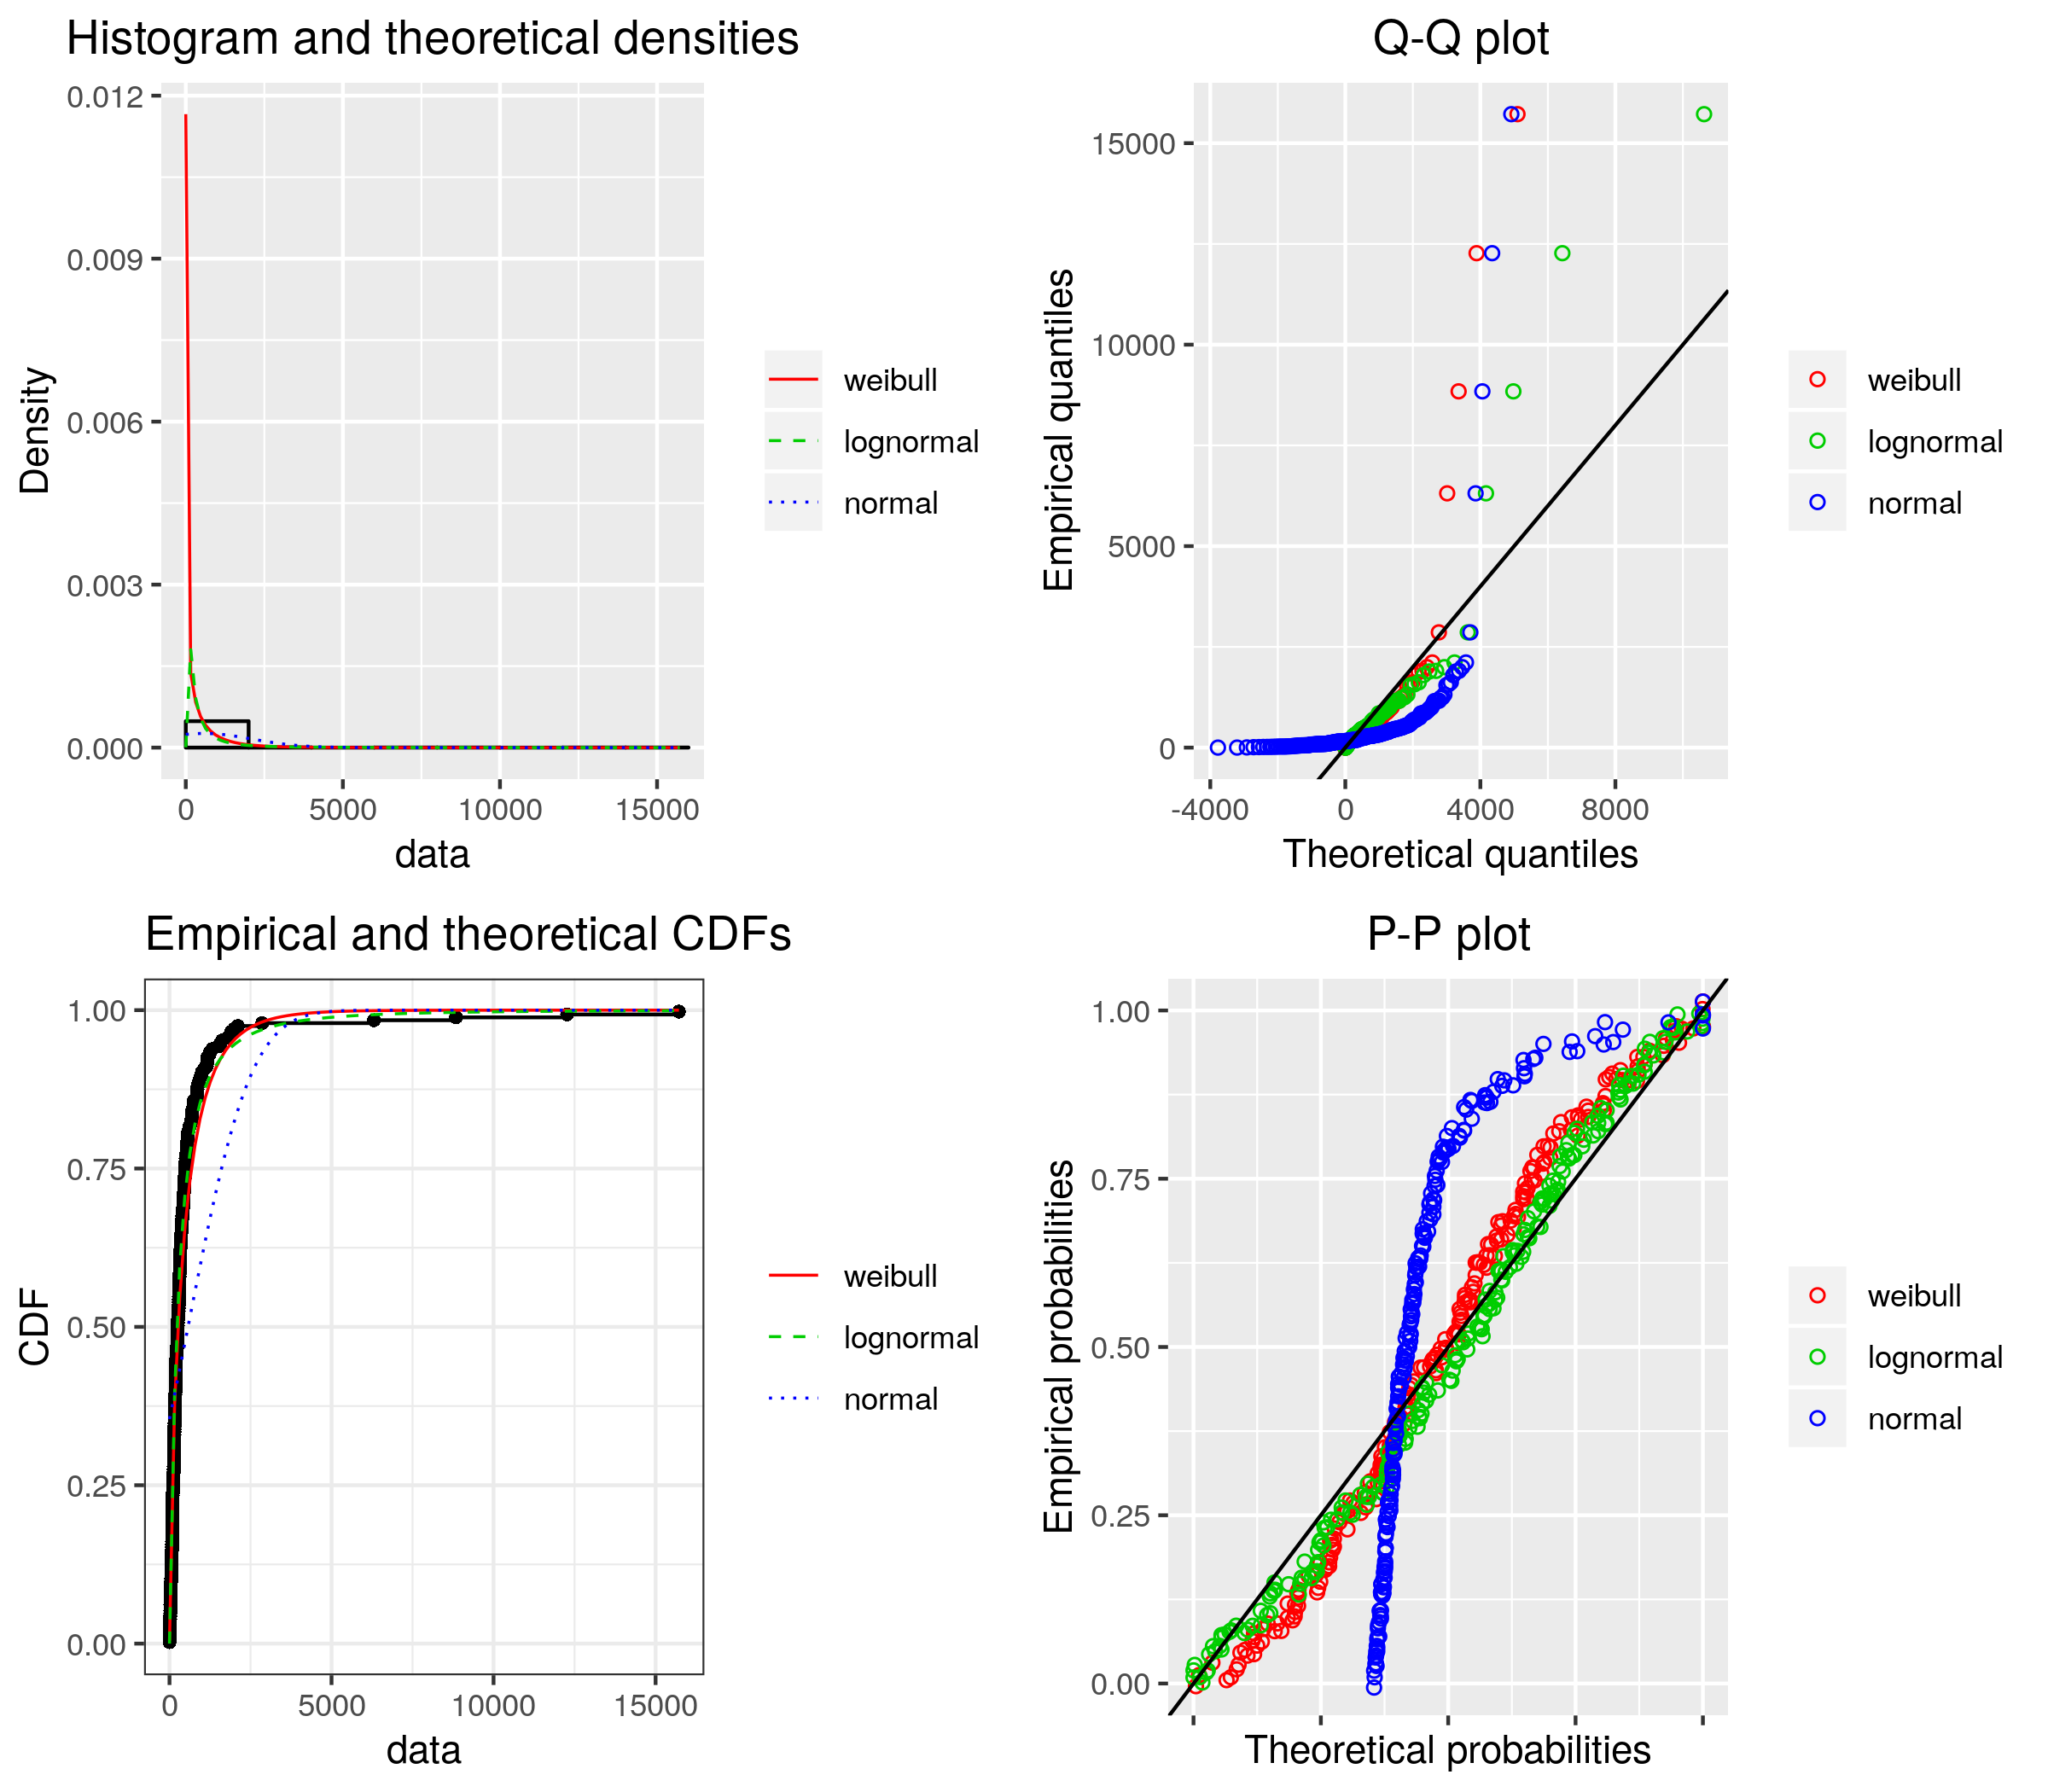 Histogram and theoretical densities
0.012
0.009
0.006
0.003
0.000
Density
0
5000
10000
15000
data
weibull
lognormal
normal
Q-Q plot
15000
10000
5000
0
Empirical quantiles
-4000
0
4000
8000
Theoretical quantiles
weibull
lognormal
normal
Empirical and theoretical CDFs
1.00
0.75
0.50
0.25
0.00
CDF
0
5000
10000
15000
data
weibull
lognormal
normal
P-P plot
1.00
0.75
0.50
0.25
0.00
Empirical probabilities
Theoretical probabilities
weibull
lognormal
normal